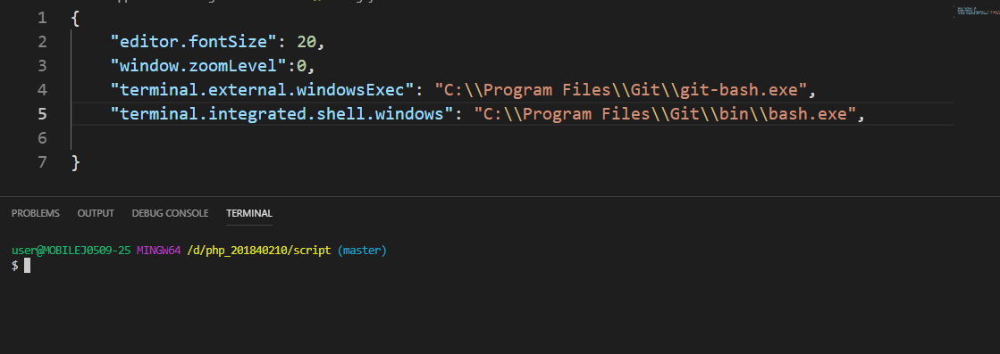 1 {
2 "editor.fontSize": 20,
3 "window.zoomLevel":0,
4 "terminal.external.windowsExec": "C:\\Program Files\\Git\\git-bash.exe",
5 "terminal.integrated.shell.windows": "C:\\Program Files\\Git\\bin\\bash.exe",
6
7 }
PROBLEMS OUTPUT DEBUG CONSOLE TERMINAL
user@MOBILEJ0509-25 MINGW64 /d/php_201840210/script (master)
$